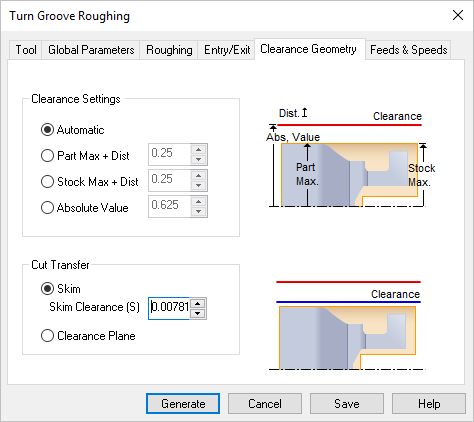 Turn Groove Roughing
Tool Global Parameters Roughing Entry/Exit Clearance Geometry Feeds & Speeds
Clearance Settings
Automatic
Part Max + Dist 0.25
Stock Max + Dist 0.25
Absolute Value 0.625
Dist.
Clearance
Abs, Value
Part
Max.
Stock
Max.
Cut Transfer
Skim
Skim Clearance (S) 0.00781
Clearance Plane
Clearance
Generate Cancel Save Help